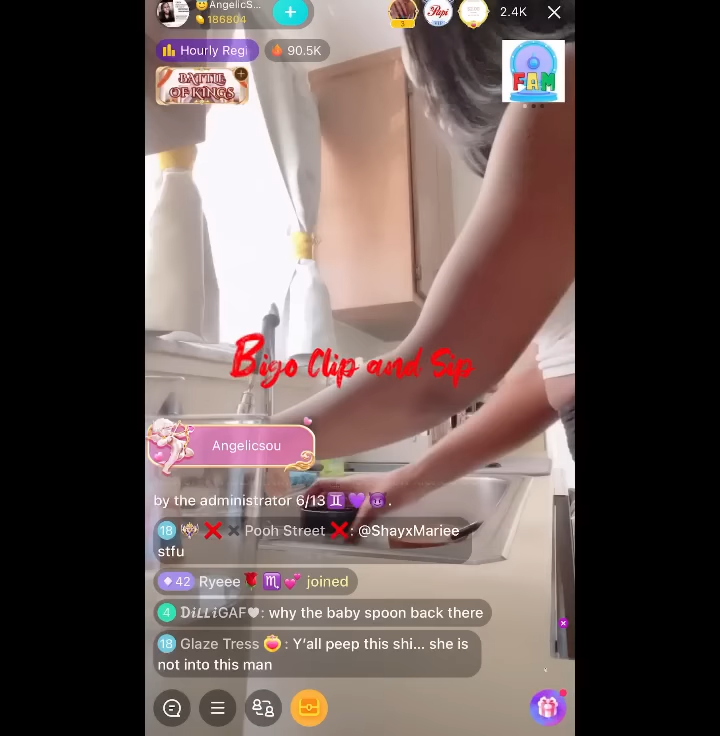 😇AngelicS...
186804
+
3
Papi
2.4K
Hourly Regi
90.5K
BATTLE
OF KINGS
FAM
Bigo Clip and Sip
Angelicsou
by the administrator 6/13♊💜😈.
18 ❌✖Pooh Street ❌: @ShayxMariee
stfu
42 Ryeee🌹♏💕 joined
4 DiLLiGAF🤍: why the baby spoon back there
18 Glaze Tress : Y'all peep this shi... she is
not into this man